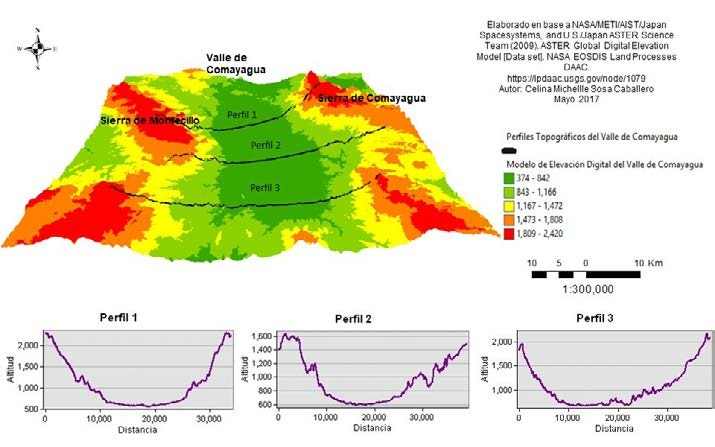 Elaborado en base a NASA/METI/AIST/Japan
Spacesystems, and U.S./Japan ASTER Science
Team (2009). ASTER Global Digital Elevation
Model [Data set]. NASA EOSDIS Land Processes
DAAC.
https://lpdaac.usgs.gov/node/1079
Autor: Celina Michellle Sosa Caballero
Mayo 2017
N
W
E
S
Valle de
Comayagua
Sierra de Comayagua
Sierra de Montecillo
Perfil 1
Perfil 2
Perfil 3
Perfiles Topográficos del Valle de Comayagua
Modelo de Elevación Digital del Valle de Comayagua
374 - 842
843 - 1,166
1,167 - 1,472
1,473 - 1,808
1,809 - 2,420
10 5 0 10 Km
1:300,000
Perfil 1
Altitud
2,000
1,500
1,000
500
0 10,000 20,000 30,000
Distancia
Perfil 2
Altitud
1,600
1,400
1,200
1,000
800
600
0 10,000 20,000 30,000
Distancia
Perfil 3
Altitud
2,000
1,500
1,000
0 10,000 20,000 30,000
Distancia